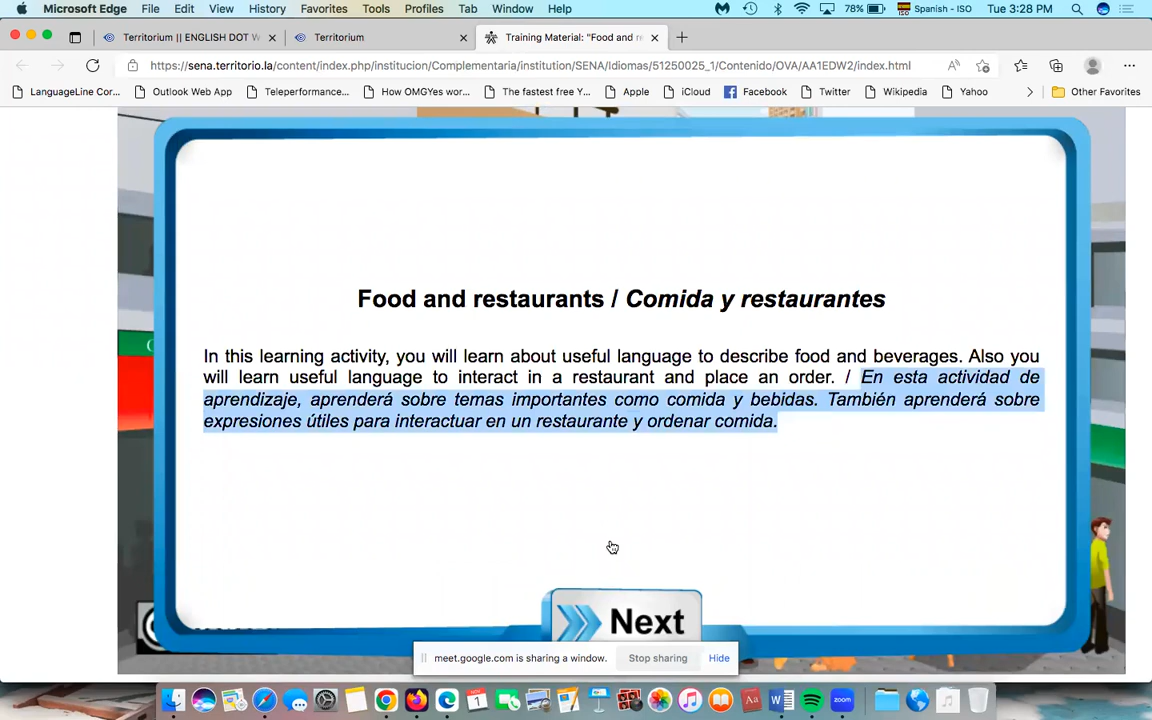 Microsoft Edge File Edit View History Favorites Tools Profiles Tab Window Help 78% Spanish - ISO Tue 3:28 PM
Territorium || ENGLISH DOT W
Territorium
Training Material: "Food and re
https://sena.territorio.la/content/index.php/institucion/Complementaria/institution/SENA/Idiomas/51250025_1/Contenido/OVA/AA1EDW2/index.html
LanguageLine Cor... Outlook Web App Teleperformance... How OMGYes wor... The fastest free Y... Apple iCloud Facebook Twitter Wikipedia Yahoo Other Favorites
Food and restaurants / Comida y restaurantes
In this learning activity, you will learn about useful language to describe food and beverages. Also you
will learn useful language to interact in a restaurant and place an order. / En esta actividad de
aprendizaje, aprenderá sobre temas importantes como comida y bebidas. También aprenderá sobre
expresiones útiles para interactuar en un restaurante y ordenar comida.
Next
meet.google.com is sharing a window. Stop sharing Hide
zoom